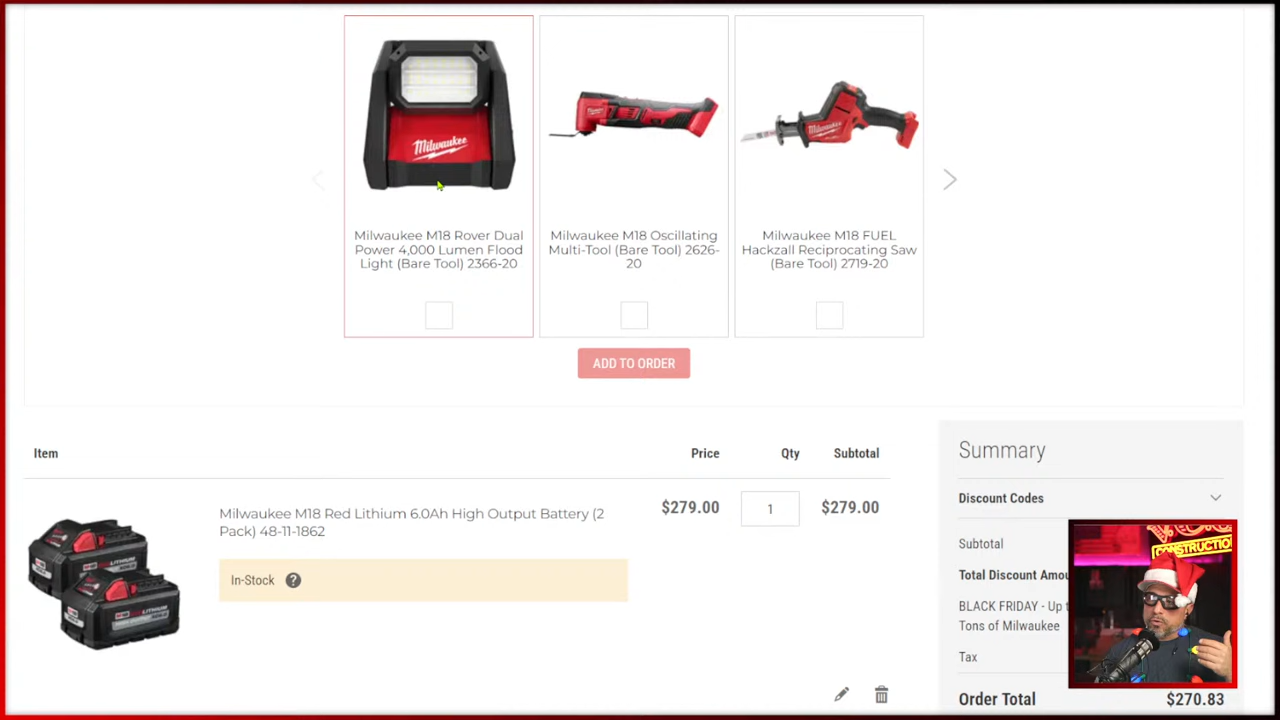 Milwaukee
Milwaukee M18 Rover Dual
Power 4,000 Lumen Flood
Light (Bare Tool) 2366-20
Milwaukee M18 Oscillating
Multi-Tool (Bare Tool) 2626-
20
Milwaukee M18 FUEL
Hackzall Reciprocating Saw
(Bare Tool) 2719-20
ADD TO ORDER
Item
Price
Qty
Subtotal
Milwaukee M18 Red Lithium 6.0Ah High Output Battery (2
Pack) 48-11-1862
$279.00
1
$279.00
In-Stock ?
Summary
Discount Codes
Subtotal
Total Discount Amou
BLACK FRIDAY - Up t
Tons of Milwaukee
Tax
Order Total
$270.83
CONSTRUCTIO